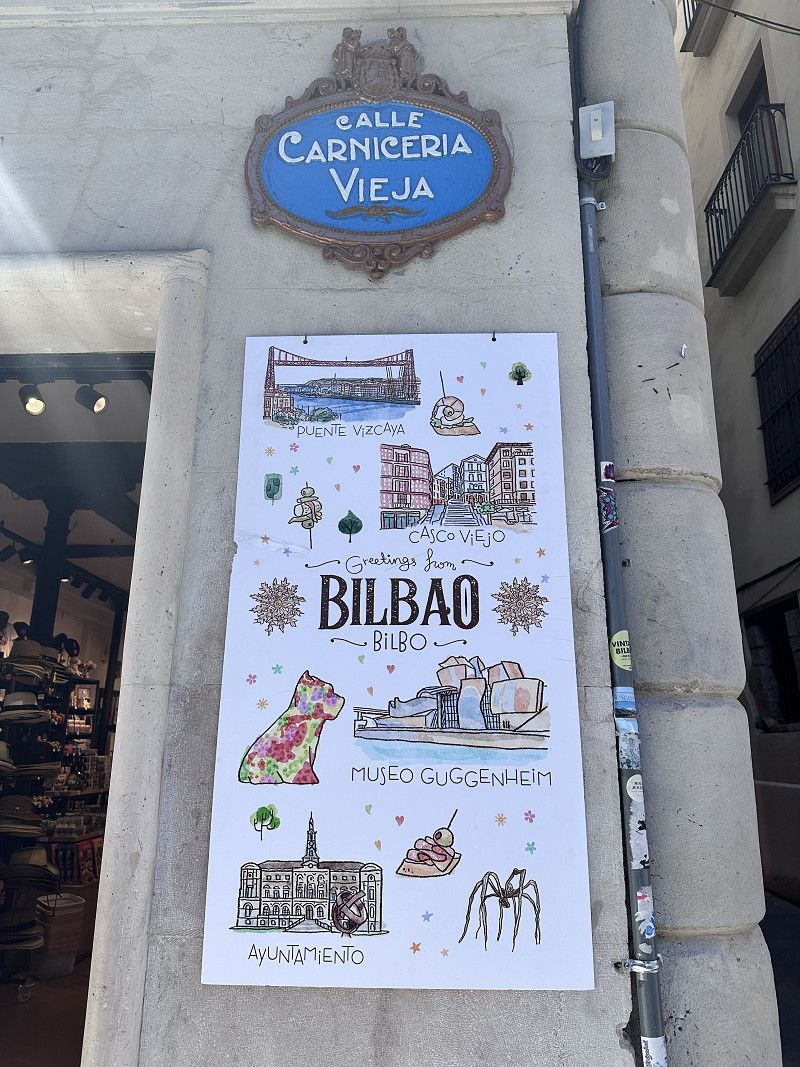 CALLE
CARNICERIA
VIEJA
PUENTE VIZCAYA
CASCO VIEJO
Greetings from
BILBAO
BILBO
MUSEO GUGGENHEIM
AYUNTAMIENTO